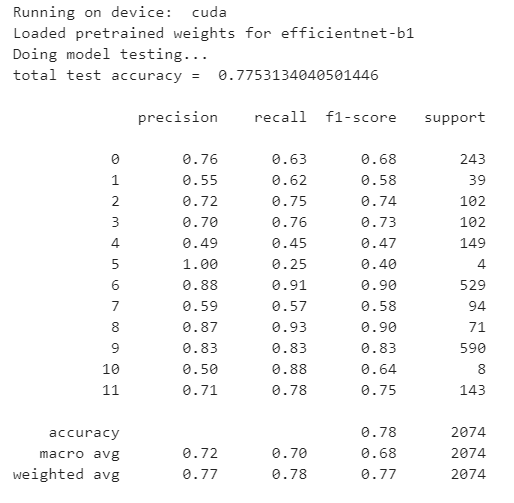 Running on device:  cuda
Loaded pretrained weights for efficientnet-b1
Doing model testing...
total test accuracy =  0.7753134040501446
precision recall f1-score support
0 0.76 0.63 0.68 243
1 0.55 0.62 0.58 39
2 0.72 0.75 0.74 102
3 0.70 0.76 0.73 102
4 0.49 0.45 0.47 149
5 1.00 0.25 0.40 4
6 0.88 0.91 0.90 529
7 0.59 0.57 0.58 94
8 0.87 0.93 0.90 71
9 0.83 0.83 0.83 590
10 0.50 0.88 0.64 8
11 0.71 0.78 0.75 143
accuracy 0.78 2074
macro avg 0.72 0.70 0.68 2074
weighted avg 0.77 0.78 0.77 2074